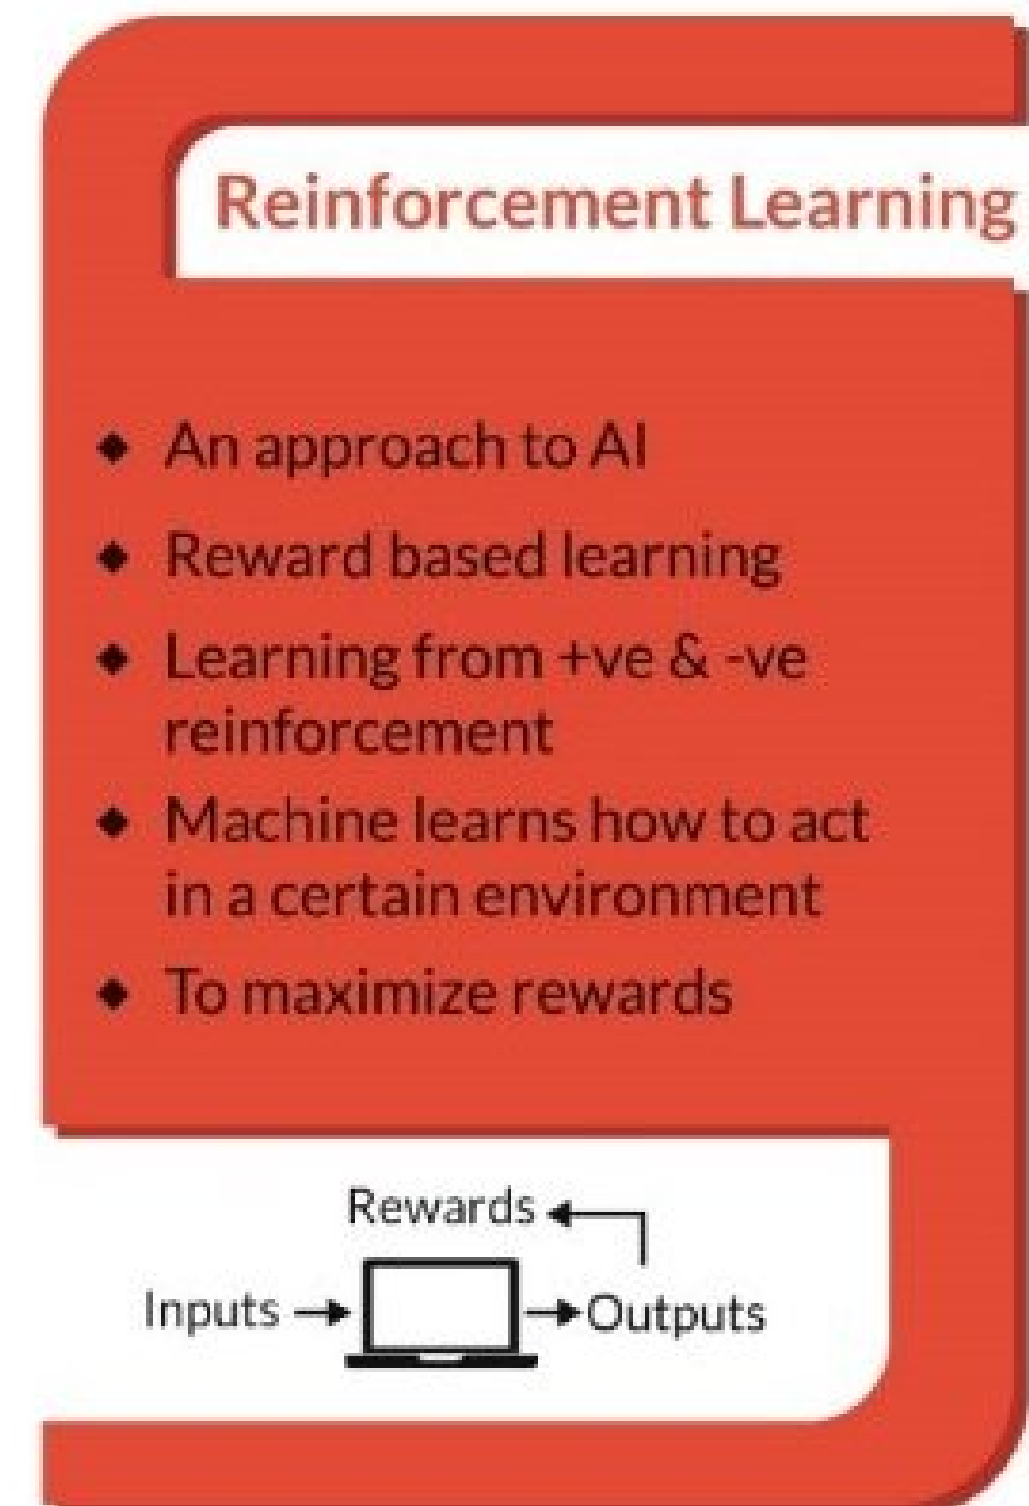 Reinforcement Learning
◆ An approach to AI
◆ Reward based learning
◆ Learning from +ve & -ve
reinforcement
◆ Machine learns how to act
in a certain environment
◆ To maximize rewards
Rewards
Inputs
Outputs